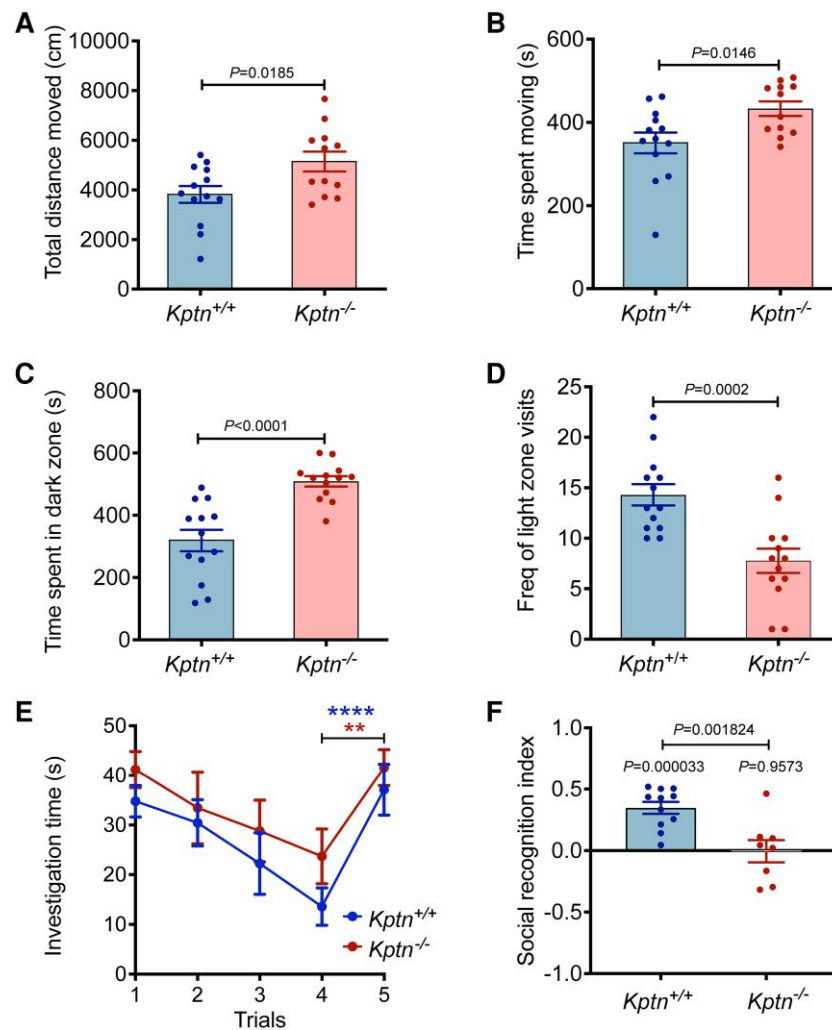 A
Total distance moved (cm)
10000
8000
6000
4000
2000
0
P=0.0185
Kptn+/+
Kptn-/-
B
Time spent moving (s)
600
400
200
0
P=0.0146
Kptn+/+
Kptn-/-
C
Time spent in dark zone (s)
800
600
400
200
0
P<0.0001
Kptn+/+
Kptn-/-
D
Freq of light zone visits
25
20
15
10
5
0
P=0.0002
Kptn+/+
Kptn-/-
E
Investigation time (s)
50
40
30
20
10
0
****
**
Kptn+/+
Kptn-/-
1 2 3 4 5
Trials
F
Social recognition index
1.0
0.5
0.0
-0.5
-1.0
P=0.001824
P=0.000033
P=0.9573
Kptn+/+
Kptn-/-